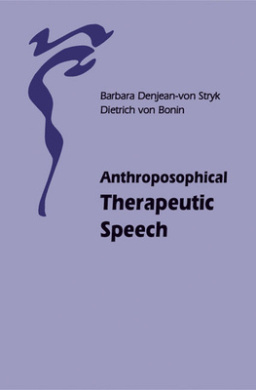 Barbara Denjean-von Stryk
Dietrich von Bonin
Anthroposophical
Therapeutic
Speech